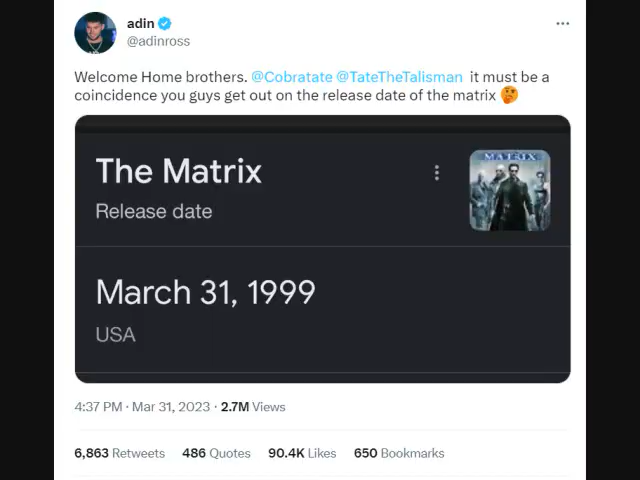 adin
@adinross
Welcome Home brothers. @Cobratate @TateTheTalisman it must be a
coincidence you guys get out on the release date of the matrix 🤔
The Matrix
MATRIX
Release date
March 31, 1999
USA
4:37 PM · Mar 31, 2023 · 2.7M Views
6,863 Retweets 486 Quotes 90.4K Likes 650 Bookmarks